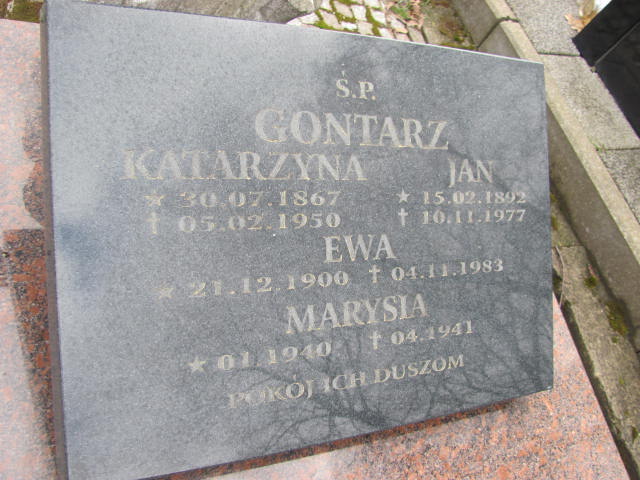 Ś.P.
GONTARZ
KATARZYNA JAN
★ 30.07.1867 ★ 15.02.1892
† 05.02.1950 † 10.11.1977
EWA
★ 21.12.1900 † 04.11.1983
MARYSIA
★ 01.1940 † 04.1941
POKÓJ ICH DUSZOM